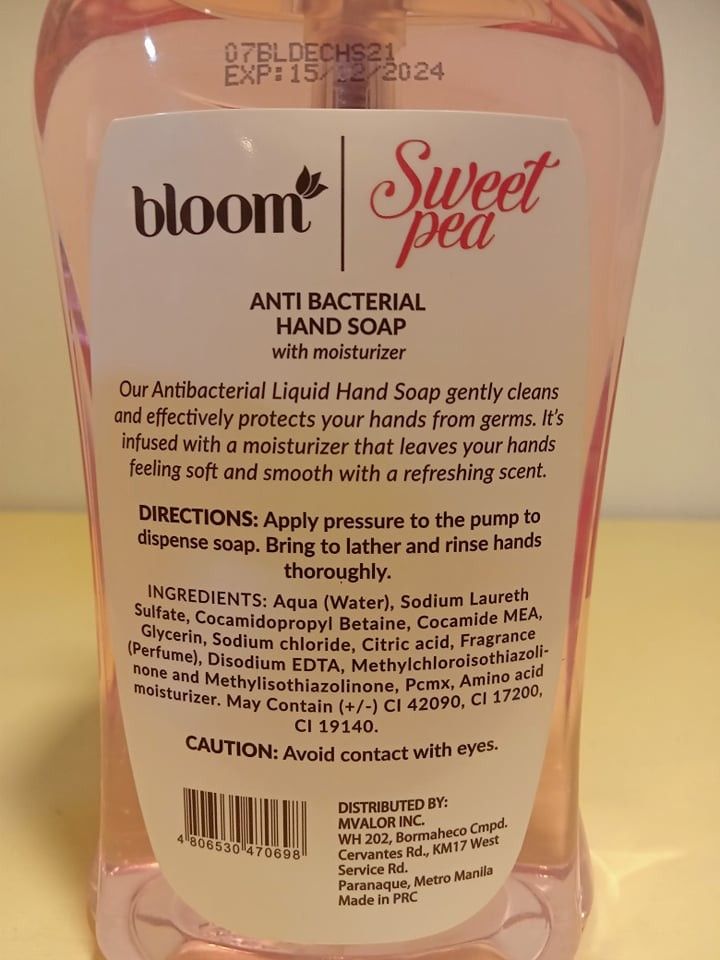 07BLDECHS21
EXP:15/12/2024
bloom
Sweet
pea
ANTI BACTERIAL
HAND SOAP
with moisturizer
Our Antibacterial Liquid Hand Soap gently cleans
and effectively protects your hands from germs. It's
infused with a moisturizer that leaves your hands
feeling soft and smooth with a refreshing scent.
DIRECTIONS: Apply pressure to the pump to
dispense soap. Bring to lather and rinse hands
thoroughly.
INGREDIENTS: Aqua (Water), Sodium Laureth
Sulfate, Cocamidopropyl Betaine, Cocamide MEA,
Glycerin, Sodium chloride, Citric acid, Fragrance
(Perfume), Disodium EDTA, Methylchloroisothiazoli-
none and Methylisothiazolinone, Pcmx, Amino acid
moisturizer. May Contain (+/-) CI 42090, CI 17200,
CI 19140.
CAUTION: Avoid contact with eyes.
4 806530 470698
DISTRIBUTED BY:
MVALOR INC.
WH 202, Bormaheco Cmpd.
Cervantes Rd., KM17 West
Service Rd.
Paranaque, Metro Manila
Made in PRC